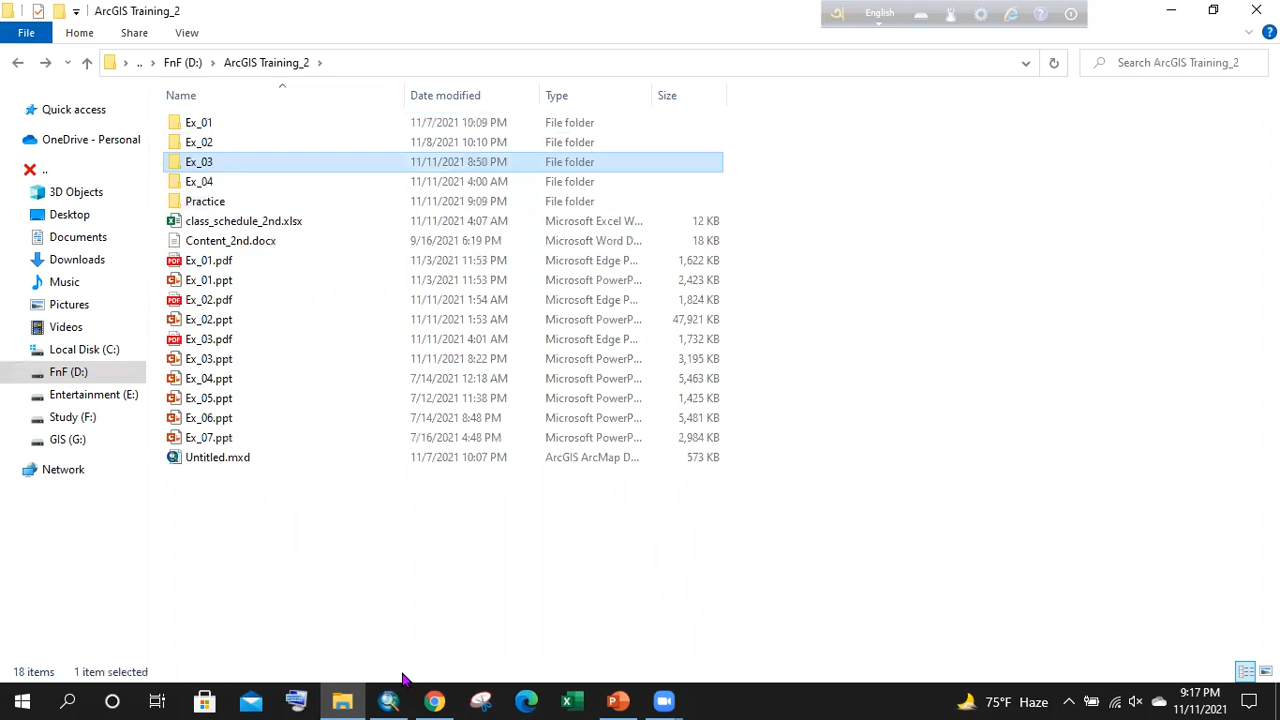 ArcGIS Training_2
English
File Home Share View
.. FnF (D:) ArcGIS Training_2
Search ArcGIS Training_2
Name Date modified Type Size
Quick access
OneDrive - Personal
..
3D Objects
Desktop
Documents
Downloads
Music
Pictures
Videos
Local Disk (C:)
FnF (D:)
Entertainment (E:)
Study (F:)
GIS (G:)
Network
Ex_01 11/7/2021 10:09 PM File folder
Ex_02 11/8/2021 10:10 PM File folder
Ex_03 11/11/2021 8:50 PM File folder
Ex_04 11/11/2021 4:00 AM File folder
Practice 11/11/2021 9:09 PM File folder
class_schedule_2nd.xlsx 11/11/2021 4:07 AM Microsoft Excel W... 12 KB
Content_2nd.docx 9/16/2021 6:19 PM Microsoft Word D... 18 KB
Ex_01.pdf 11/3/2021 11:53 PM Microsoft Edge P... 1,622 KB
Ex_01.ppt 11/3/2021 11:53 PM Microsoft PowerP... 2,423 KB
Ex_02.pdf 11/11/2021 1:54 AM Microsoft Edge P... 1,824 KB
Ex_02.ppt 11/11/2021 1:53 AM Microsoft PowerP... 47,921 KB
Ex_03.pdf 11/11/2021 4:01 AM Microsoft Edge P... 1,732 KB
Ex_03.ppt 11/11/2021 8:22 PM Microsoft PowerP... 3,195 KB
Ex_04.ppt 7/14/2021 12:18 AM Microsoft PowerP... 5,463 KB
Ex_05.ppt 7/12/2021 11:38 PM Microsoft PowerP... 1,425 KB
Ex_06.ppt 7/14/2021 8:48 PM Microsoft PowerP... 5,481 KB
Ex_07.ppt 7/16/2021 4:48 PM Microsoft PowerP... 2,984 KB
Untitled.mxd 11/7/2021 10:07 PM ArcGIS ArcMap D... 573 KB
18 items 1 item selected
75°F Haze
9:17 PM
11/11/2021